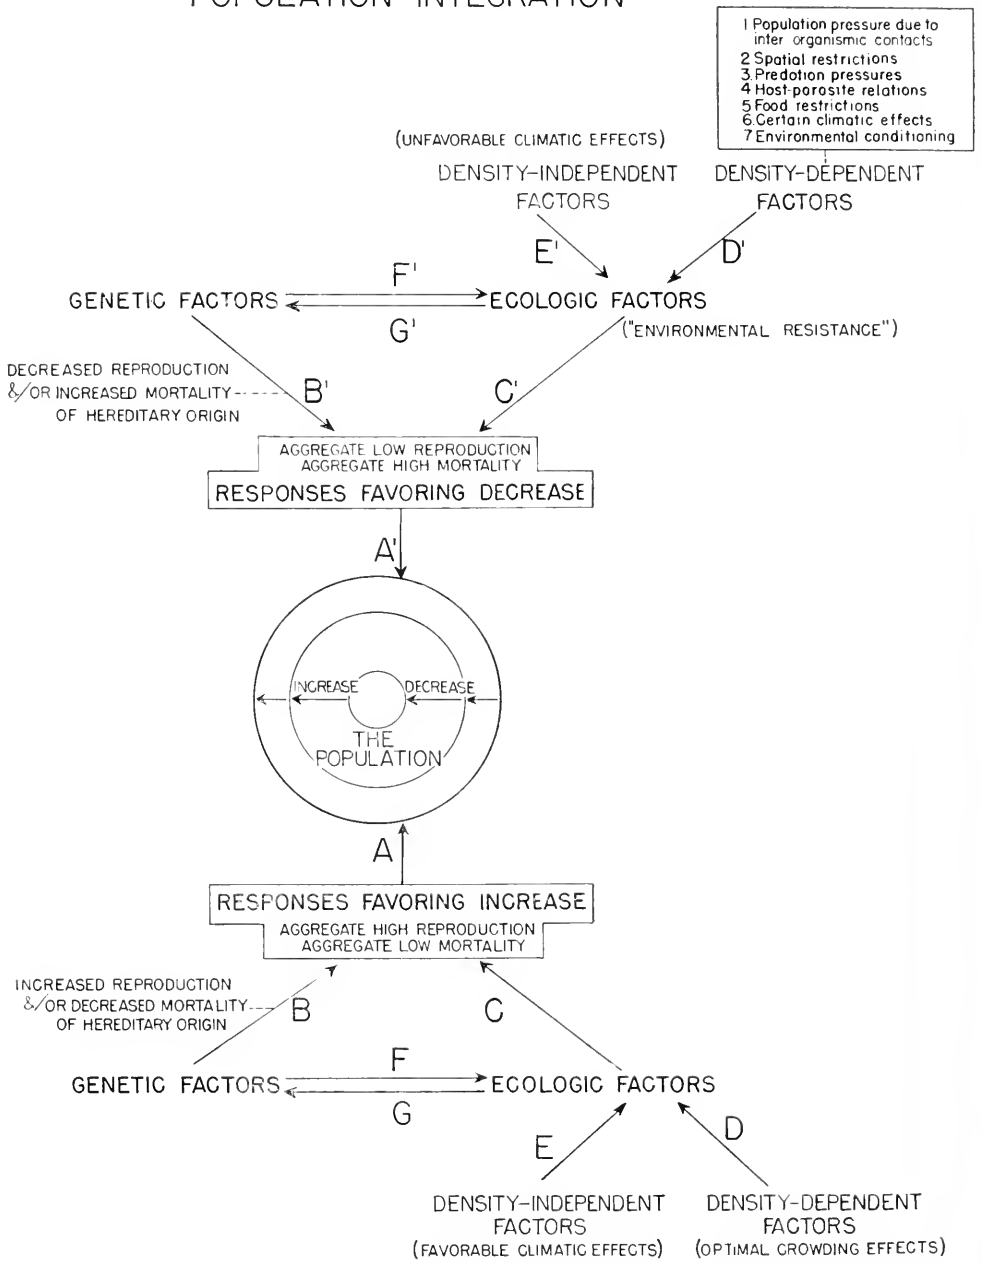 POPULATION INTEGRATION
1 Population pressure due to
inter organismic contacts
2 Spatial restrictions
3. Predation pressures
4 Host-porosite relations
5 Food restrictions
6. Certain climatic effects
7 Environmental conditioning
(UNFAVORABLE CLIMATIC EFFECTS)
DENSITY-INDEPENDENT
FACTORS
DENSITY-DEPENDENT
FACTORS
E'
D'
F'
GENETIC FACTORS
ECOLOGIC FACTORS
G'
("ENVIRONMENTAL RESISTANCE")
DECREASED REPRODUCTION
&/OR INCREASED MORTALITY
OF HEREDITARY ORIGIN
B'
C'
AGGREGATE LOW REPRODUCTION
AGGREGATE HIGH MORTALITY
RESPONSES FAVORING DECREASE
A'
INCREASE
DECREASE
THE
POPULATION
A
RESPONSES FAVORING INCREASE
AGGREGATE HIGH REPRODUCTION
AGGREGATE LOW MORTALITY
INCREASED REPRODUCTION
&/OR DECREASED MORTALITY
OF HEREDITARY ORIGIN
B
C
F
GENETIC FACTORS
ECOLOGIC FACTORS
G
E
D
DENSITY-INDEPENDENT
FACTORS
(FAVORABLE CLIMATIC EFFECTS)
DENSITY-DEPENDENT
FACTORS
(OPTIMAL CROWDING EFFECTS)